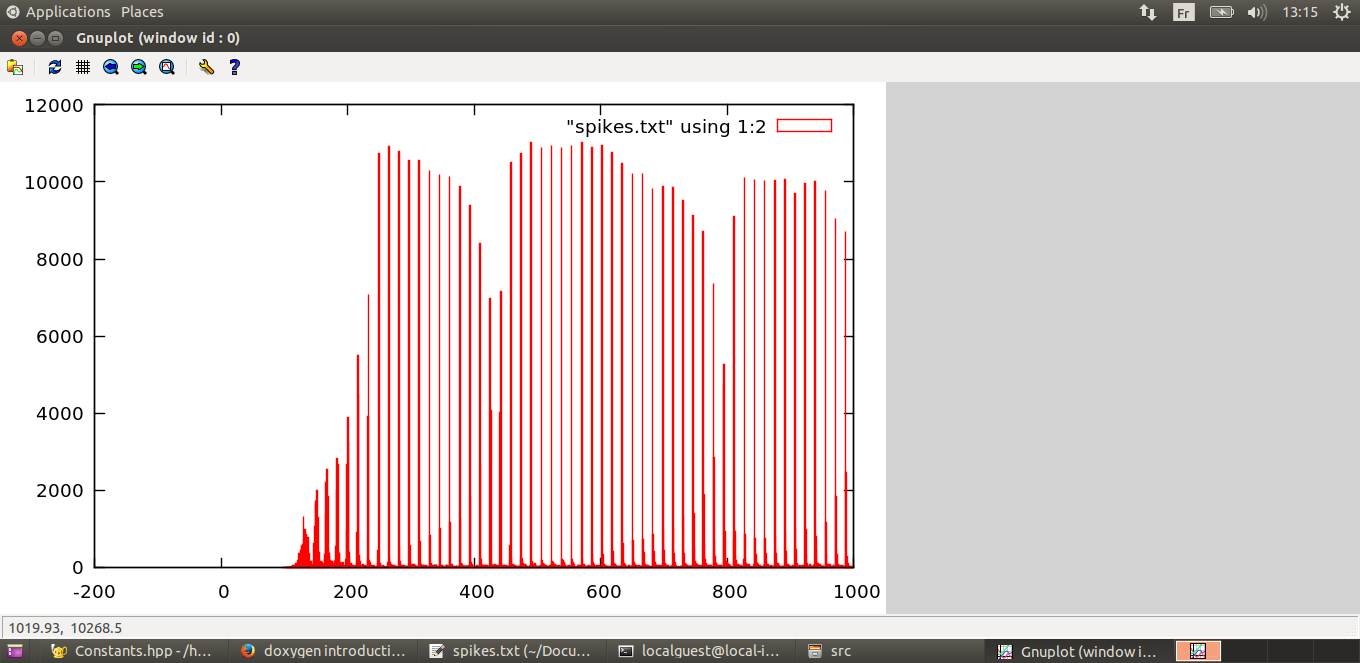 Applications Places
Fr 13:15
Gnuplot (window id : 0)
12000
"spikes.txt" using 1:2
10000
8000
6000
4000
2000
0
-200 0 200 400 600 800 1000
1019.93, 10268.5
Constants.hpp - /h... doxygen introducti... spikes.txt (~/Docu... localguest@local-i... src Gnuplot (window i...